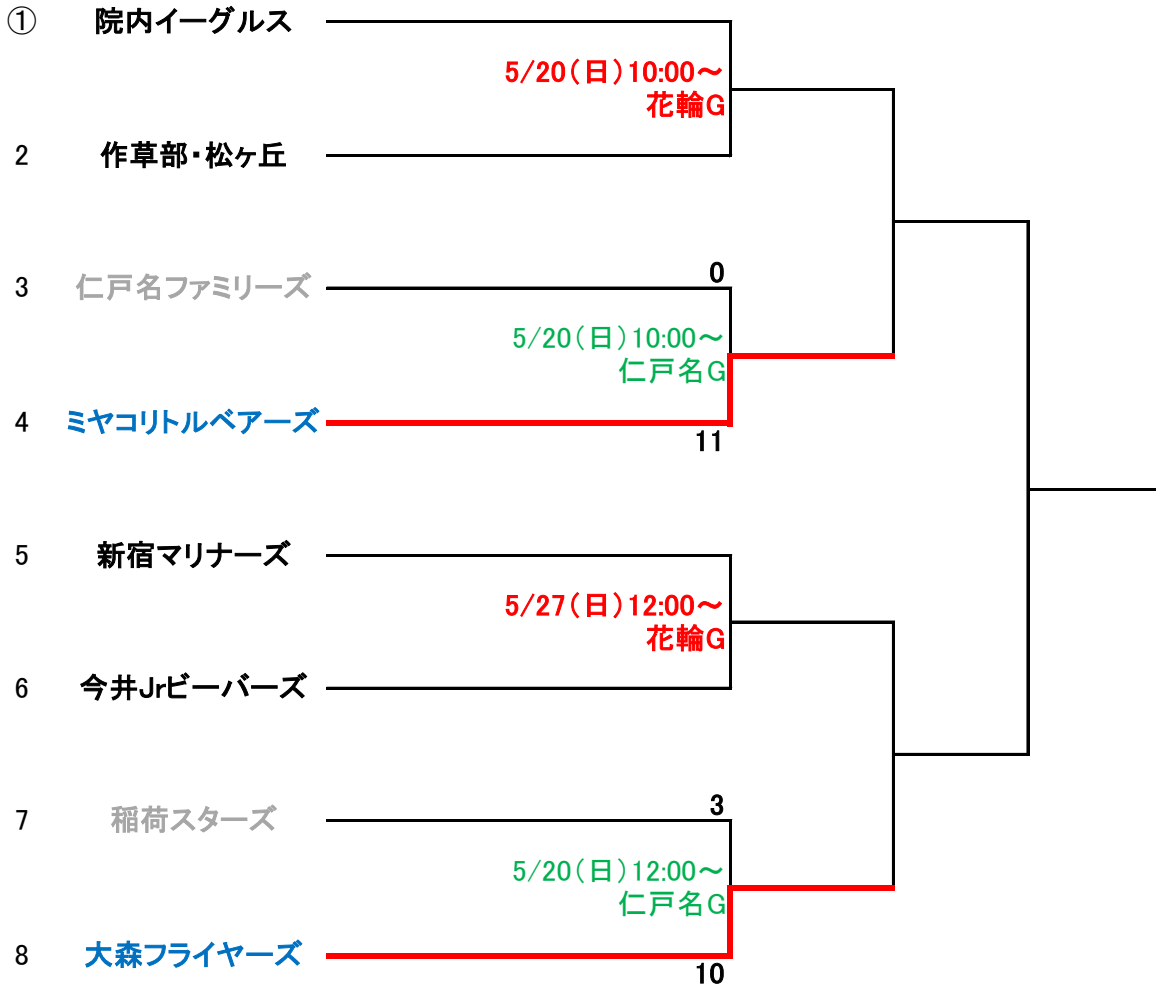 ① 院内イーグルス
5/20(日)10:00～
花輪G
2 作草部・松ヶ丘
3 仁戸名ファミリーズ
0
5/20(日)10:00～
仁戸名G
4 ミヤコリトルベアーズ
11
5 新宿マリナーズ
5/27(日)12:00～
花輪G
6 今井Jrビーバーズ
7 稲荷スターズ
3
5/20(日)12:00～
仁戸名G
8 大森フライヤーズ
10